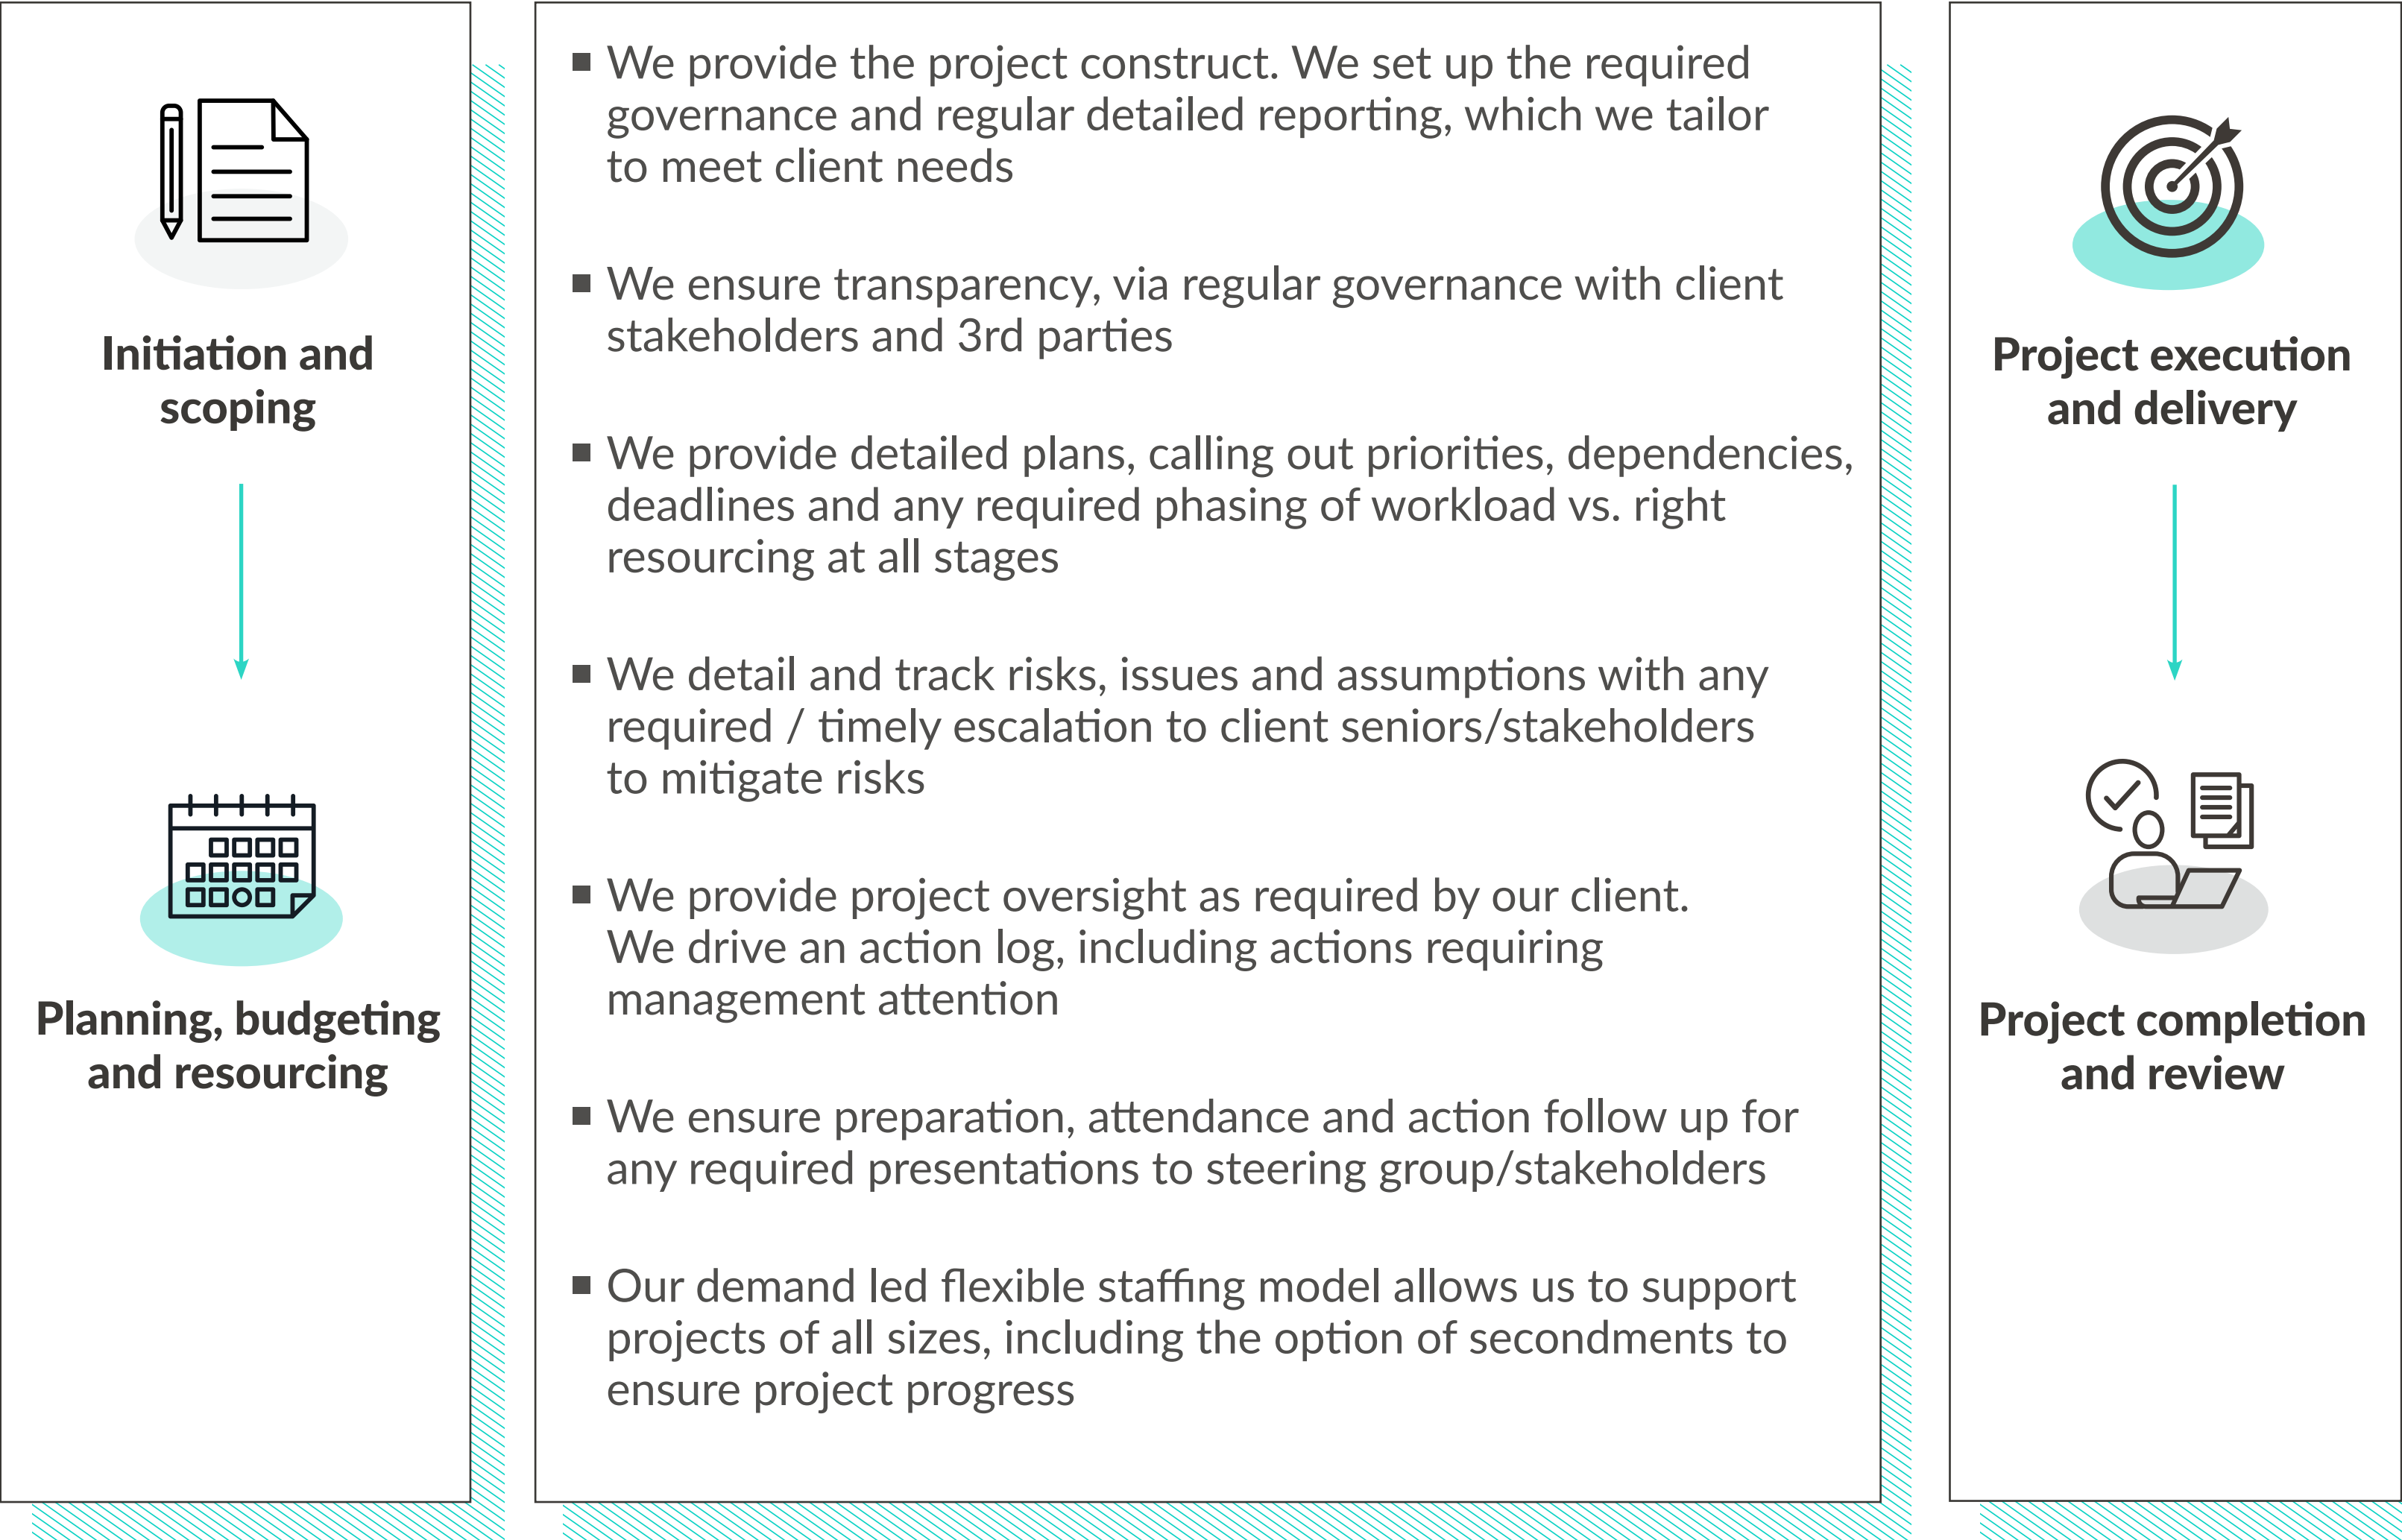 Initiation and
scoping
Planning, budgeting
and resourcing
■ We provide the project construct. We set up the required
governance and regular detailed reporting, which we tailor
to meet client needs
■ We ensure transparency, via regular governance with client
stakeholders and 3rd parties
■ We provide detailed plans, calling out priorities, dependencies,
deadlines and any required phasing of workload vs. right
resourcing at all stages
■ We detail and track risks, issues and assumptions with any
required / timely escalation to client seniors/stakeholders
to mitigate risks
■ We provide project oversight as required by our client.
We drive an action log, including actions requiring
management attention
■ We ensure preparation, attendance and action follow up for
any required presentations to steering group/stakeholders
■ Our demand led flexible staffing model allows us to support
projects of all sizes, including the option of secondments to
ensure project progress
Project execution
and delivery
Project completion
and review